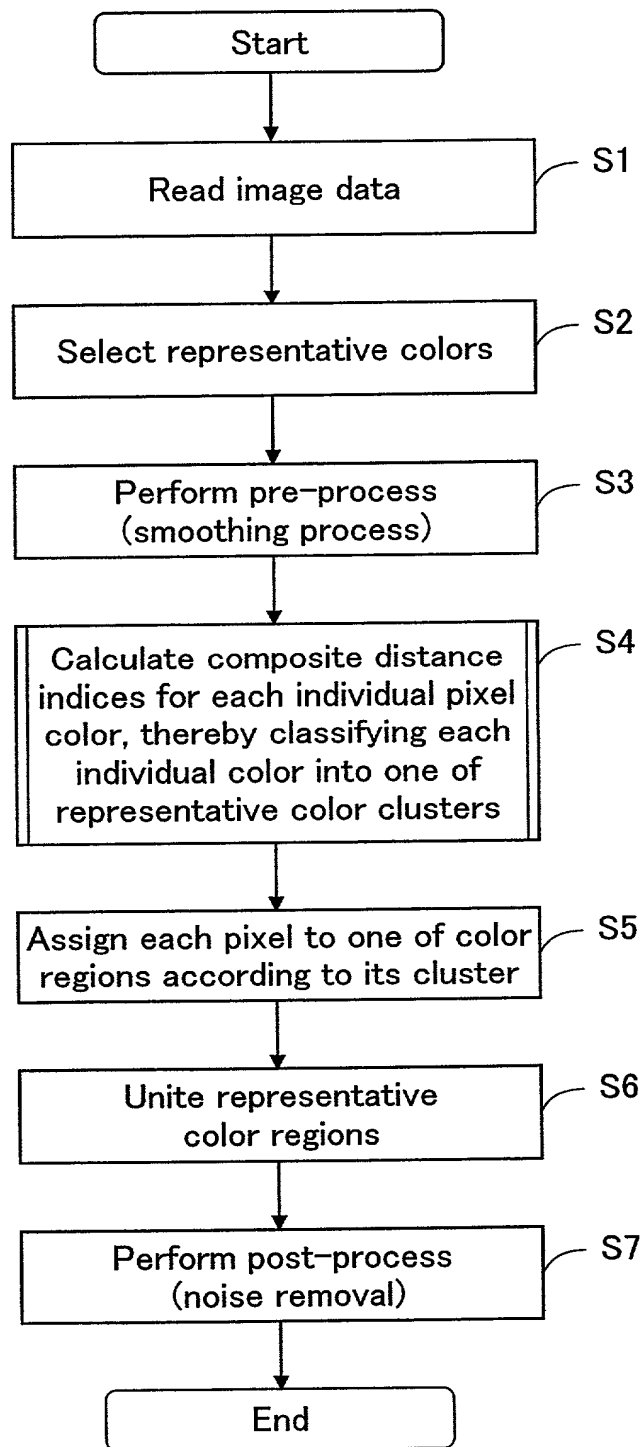 Start
Read image data
S1
Select representative colors
S2
Perform pre-process
(smoothing process)
S3
Calculate composite distance
indices for each individual pixel
color, thereby classifying each
individual color into one of
representative color clusters
S4
Assign each pixel to one of color
regions according to its cluster
S5
Unite representative
color regions
S6
Perform post-process
(noise removal)
S7
End